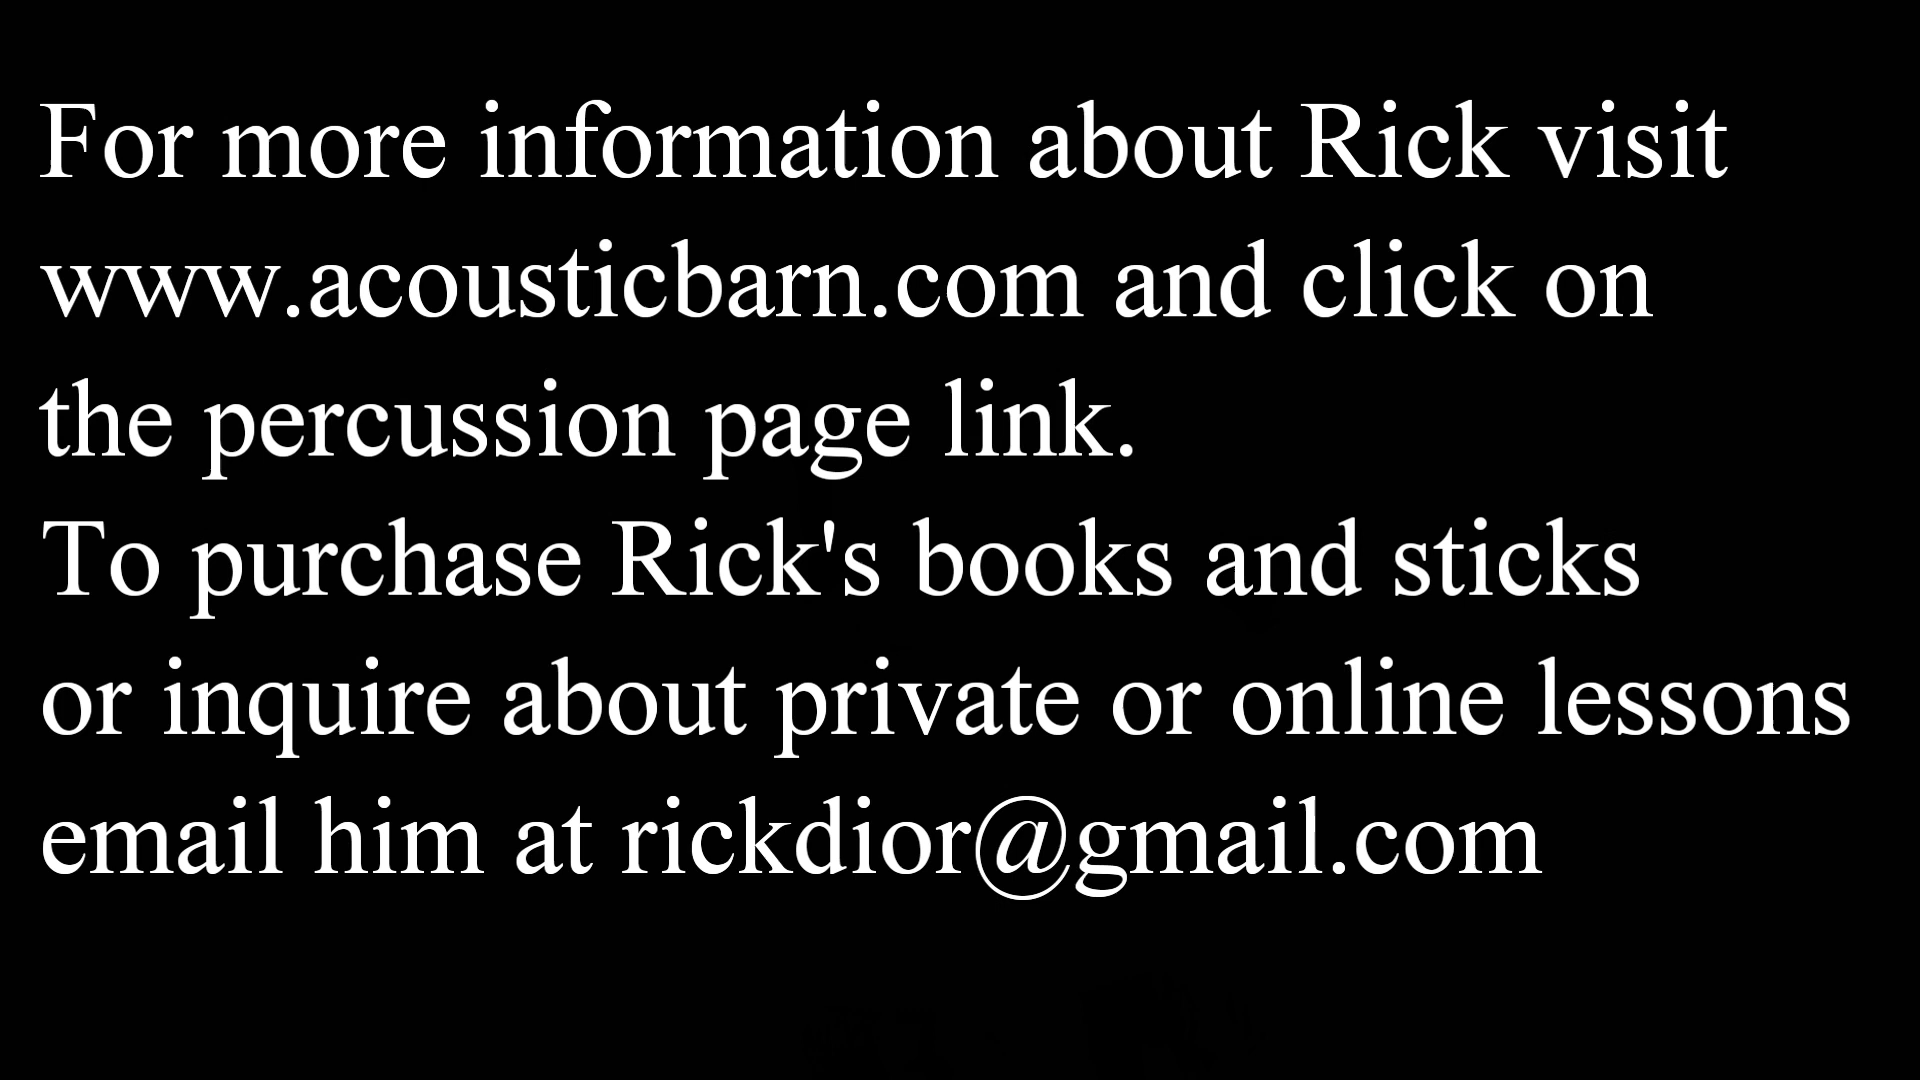 For more information about Rick visit
www.acousticbarn.com and click on
the percussion page link.
To purchase Rick's books and sticks
or inquire about private or online lessons
email him at rickdior@gmail.com